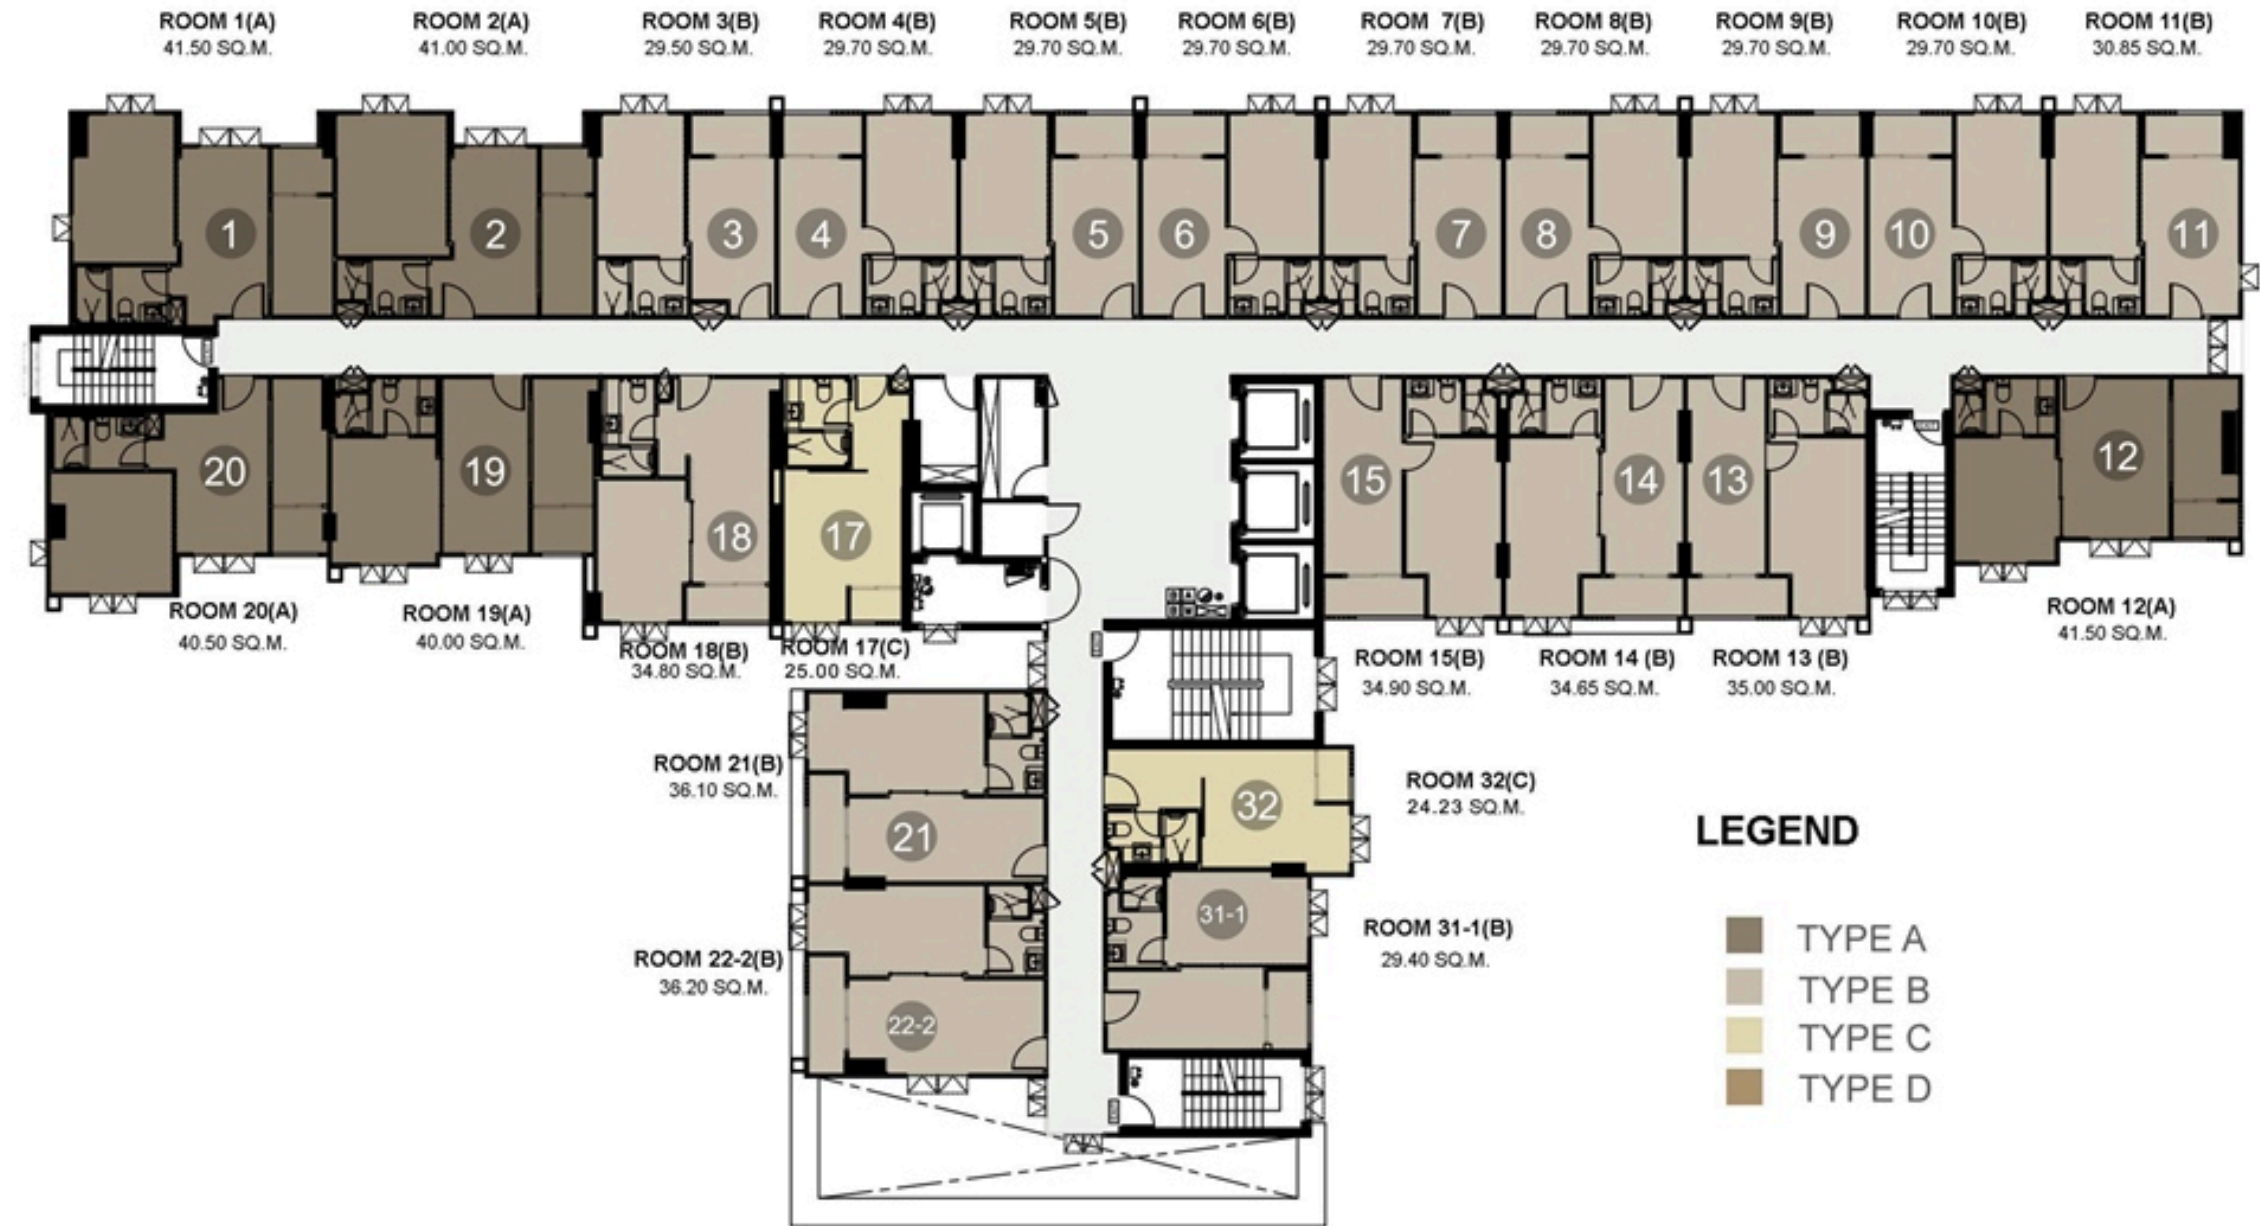 ROOM 1(A)
41.50 SQ.M.
ROOM 2(A)
41.00 SQ.M.
ROOM 3(B)
29.50 SQ.M.
ROOM 4(B)
29.70 SQ.M.
ROOM 5(B)
29.70 SQ.M.
ROOM 6(B)
29.70 SQ.M.
ROOM 7(B)
29.70 SQ.M.
ROOM 8(B)
29.70 SQ.M.
ROOM 9(B)
29.70 SQ.M.
ROOM 10(B)
29.70 SQ.M.
ROOM 11(B)
30.85 SQ.M.
1
2
3
4
5
6
7
8
9
10
11
20
19
18
17
15
14
13
12
ROOM 20(A)
40.50 SQ.M.
ROOM 19(A)
40.00 SQ.M.
ROOM 18(B)
34.80 SQ.M.
ROOM 17(C)
25.00 SQ.M.
ROOM 15(B)
34.90 SQ.M.
ROOM 14 (B)
34.65 SQ.M.
ROOM 13 (B)
35.00 SQ.M.
ROOM 12(A)
41.50 SQ.M.
ROOM 21(B)
36.10 SQ.M.
21
32
ROOM 32(C)
24.23 SQ.M.
31-1
ROOM 31-1(B)
29.40 SQ.M.
ROOM 22-2(B)
36.20 SQ.M.
22-2
LEGEND
TYPE A
TYPE B
TYPE C
TYPE D